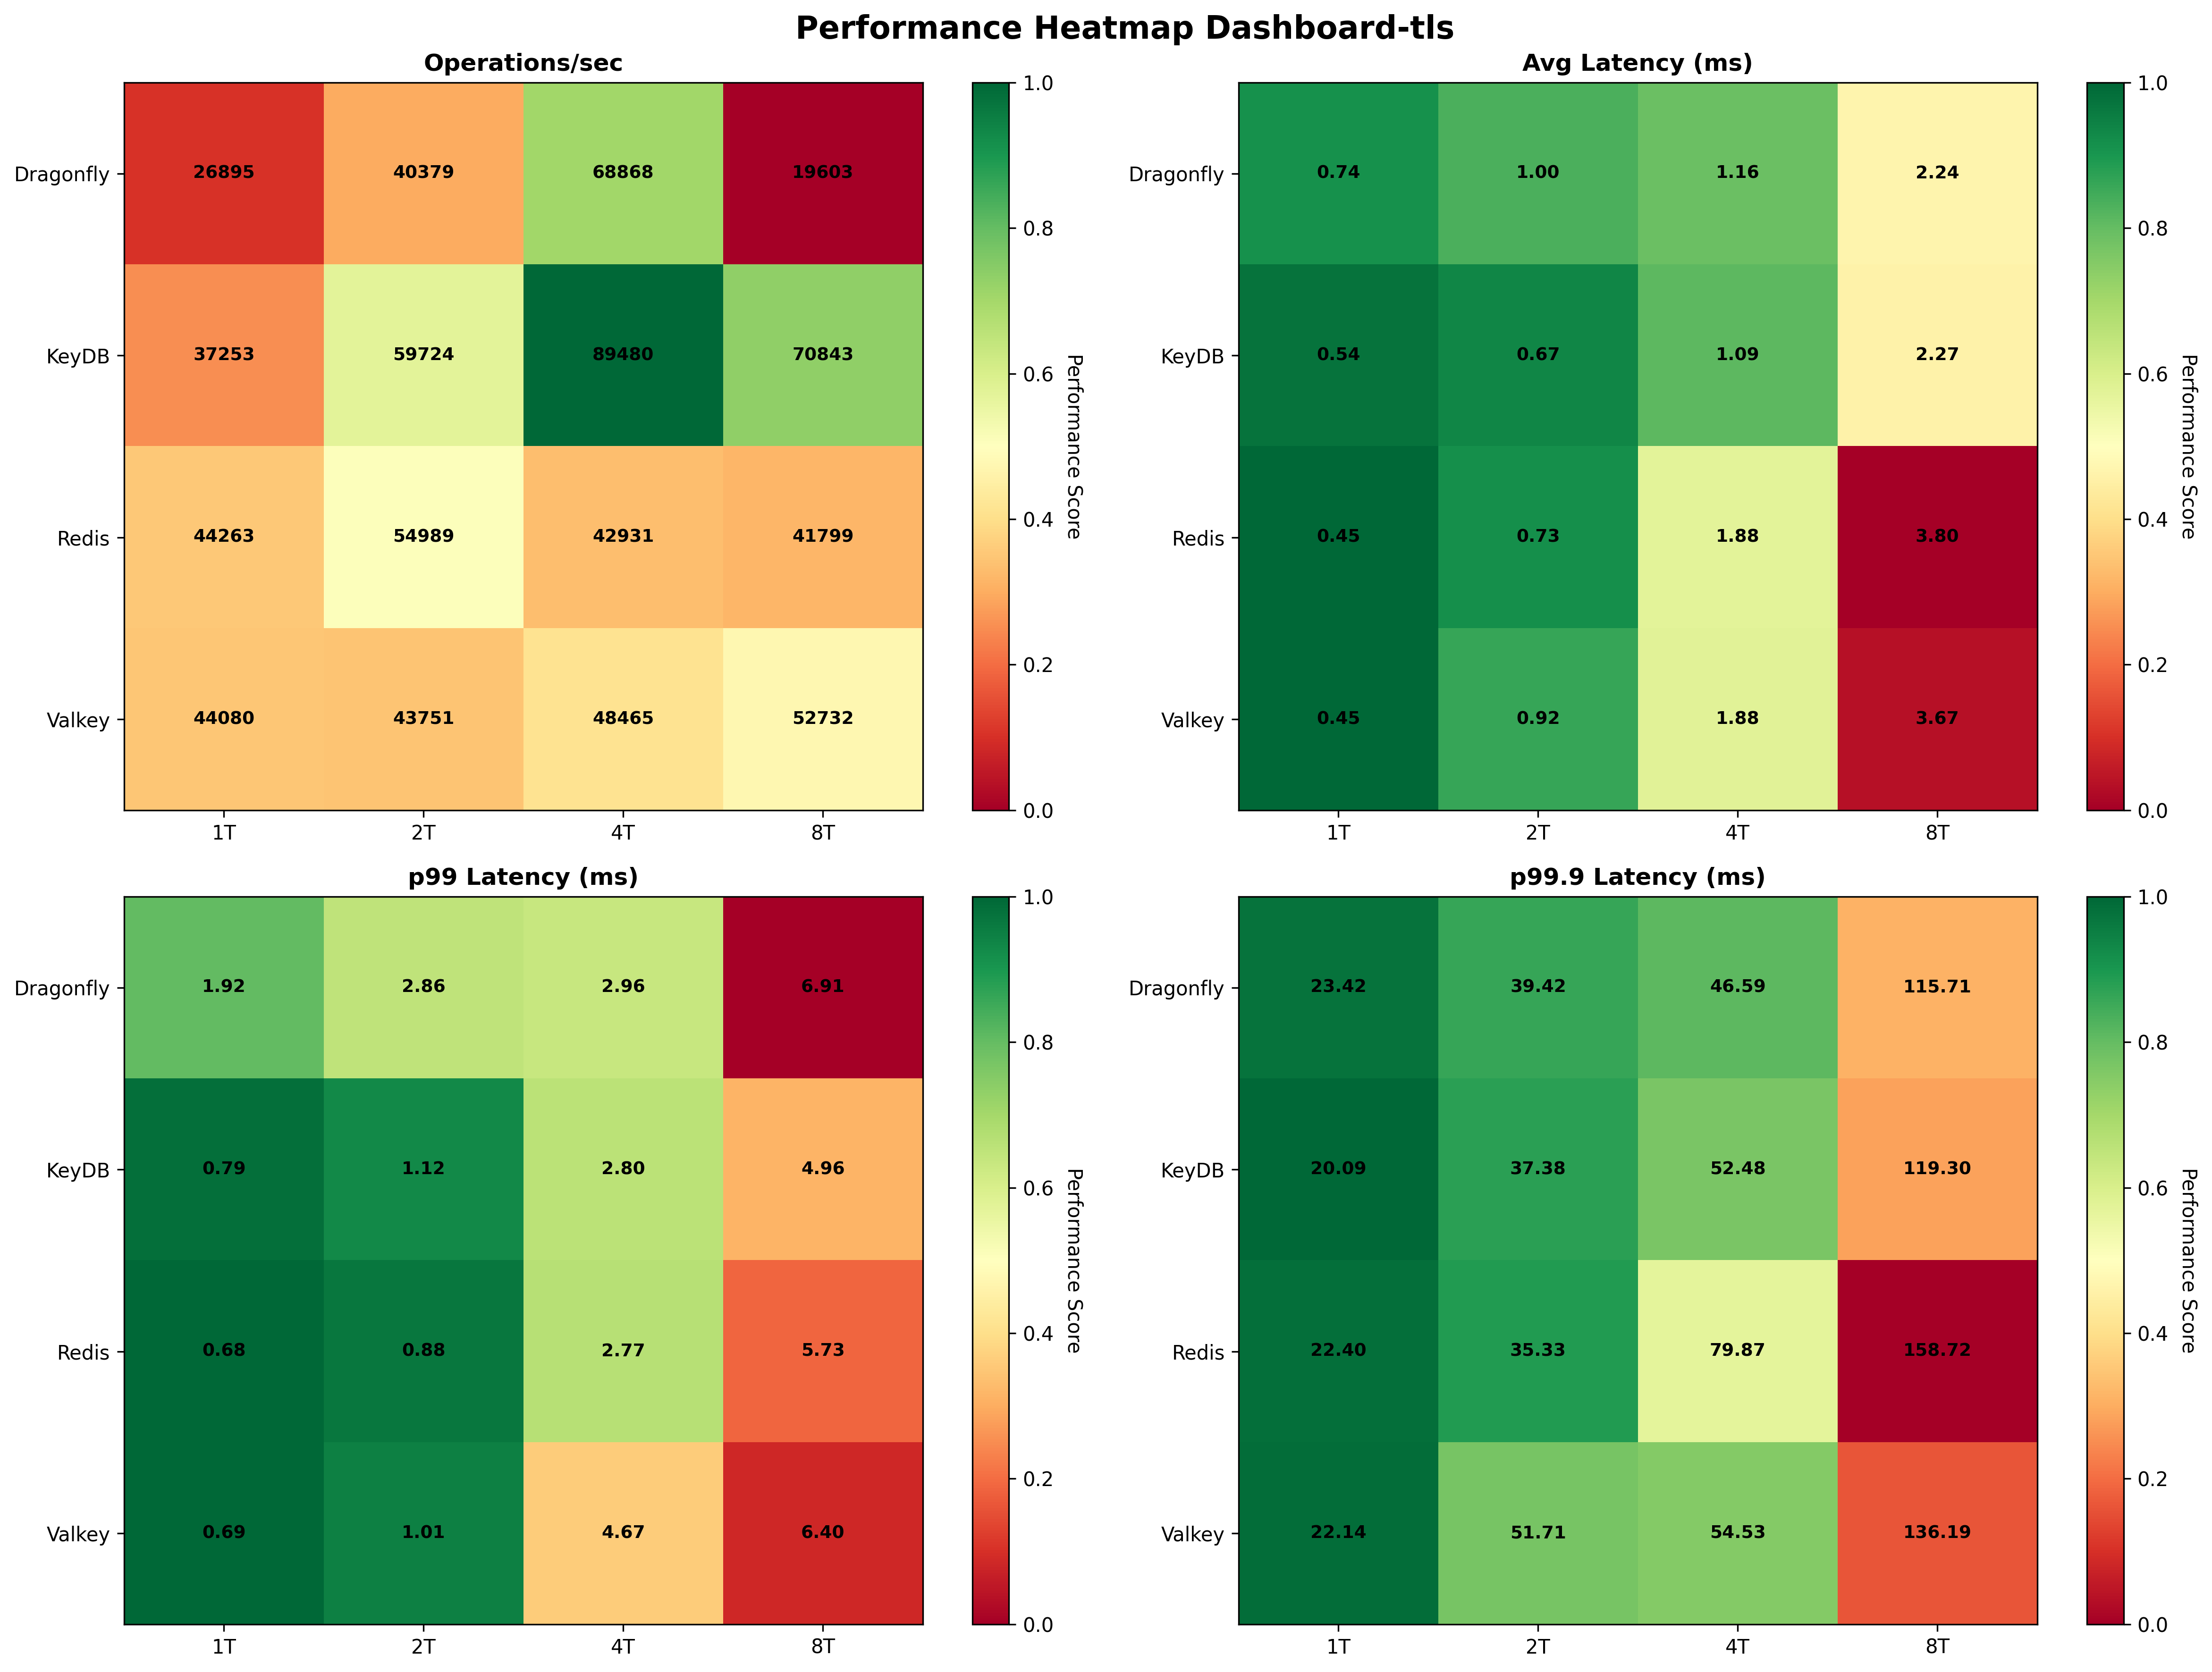 Performance Heatmap Dashboard-tls
Operations/sec
Dragonfly 26895 40379 68868 19603
KeyDB 37253 59724 89480 70843
Redis 44263 54989 42931 41799
Valkey 44080 43751 48465 52732
1T 2T 4T 8T
1.0
0.8
0.6
0.4
0.2
0.0
Performance Score
Avg Latency (ms)
Dragonfly 0.74 1.00 1.16 2.24
KeyDB 0.54 0.67 1.09 2.27
Redis 0.45 0.73 1.88 3.80
Valkey 0.45 0.92 1.88 3.67
1T 2T 4T 8T
1.0
0.8
0.6
0.4
0.2
0.0
Performance Score
p99 Latency (ms)
Dragonfly 1.92 2.86 2.96 6.91
KeyDB 0.79 1.12 2.80 4.96
Redis 0.68 0.88 2.77 5.73
Valkey 0.69 1.01 4.67 6.40
1T 2T 4T 8T
1.0
0.8
0.6
0.4
0.2
0.0
Performance Score
p99.9 Latency (ms)
Dragonfly 23.42 39.42 46.59 115.71
KeyDB 20.09 37.38 52.48 119.30
Redis 22.40 35.33 79.87 158.72
Valkey 22.14 51.71 54.53 136.19
1T 2T 4T 8T
1.0
0.8
0.6
0.4
0.2
0.0
Performance Score